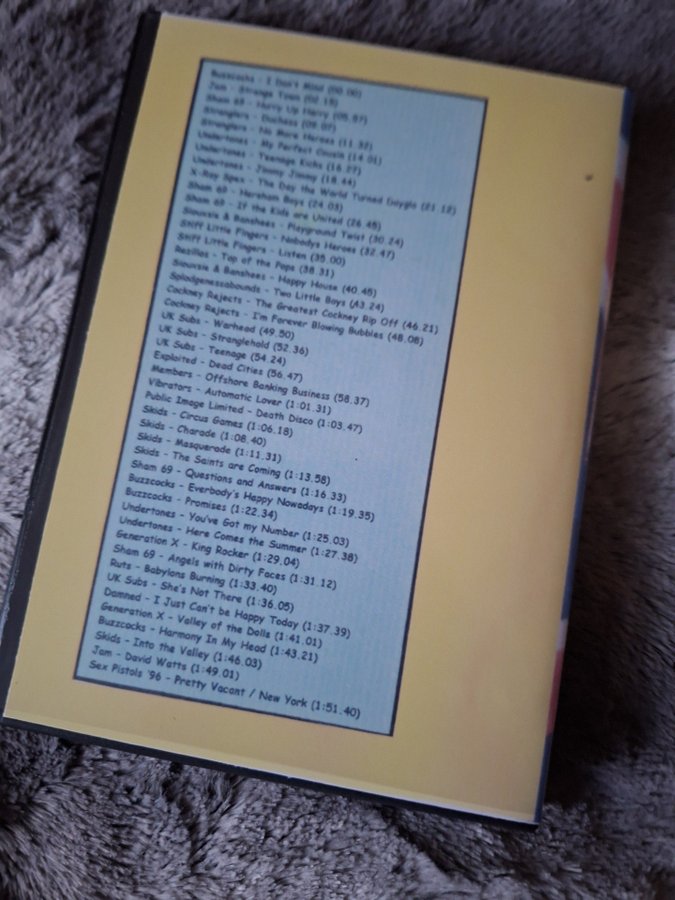 Buzzcocks - I Don't Mind (00.00)
Jam - Strange Town (02.15)
Sham 69 - Hurry Up Harry (05.57)
Stranglers - Duchess (09.07)
Stranglers - No More Heroes (11.32)
Undertones - My Perfect Cousin (14.01)
Undertones - Teenage Kicks (16.27)
Undertones - Jimmy Jimmy (18.44)
X-Ray Spex - The Day the World Turned Dayglo (21.12)
Sham 69 - Hersham Boys (24.03)
Sham 69 - If the Kids are United (26.45)
Siouxsie & Banshees - Playground Twist (30.24)
Stiff Little Fingers - Nobodys Heroes (32.47)
Stiff Little Fingers - Listen (35.00)
Rezillos - Top of the Pops (38.31)
Siouxsie & Banshees - Happy House (40.45)
Splodgenessabounds - Two Little Boys (43.24)
Cockney Rejects - The Greatest Cockney Rip Off (46.21)
Cockney Rejects - I'm Forever Blowing Bubbles (48.08)
UK Subs - Warhead (49.50)
UK Subs - Stranglehold (52.36)
UK Subs - Teenage (54.24)
Exploited - Dead Cities (56.47)
Members - Offshore Banking Business (58.37)
Vibrators - Automatic Lover (1:01.31)
Public Image Limited - Death Disco (1:03.47)
Skids - Circus Games (1:06.18)
Skids - Charade (1:08.40)
Skids - Masquerade (1:11.31)
Skids - The Saints are Coming (1:13.58)
Sham 69 - Questions and Answers (1:16.33)
Buzzcocks - Everbody's Happy Nowadays (1:19.35)
Buzzcocks - Promises (1:22.34)
Undertones - You've Got my Number (1:25.03)
Undertones - Here Comes the Summer (1:27.38)
Generation X - King Rocker (1:29.04)
Sham 69 - Angels with Dirty Faces (1:31.12)
Ruts - Babylons Burning (1:33.40)
UK Subs - She's Not There (1:36.05)
Damned - I Just Can't be Happy Today (1:37.39)
Generation X - Valley of the Dolls (1:41.01)
Buzzcocks - Harmony In My Head (1:43.21)
Skids - Into the Valley (1:46.03)
Jam - David Watts (1:49.01)
Sex Pistols '96 - Pretty Vacant / New York (1:51.40)